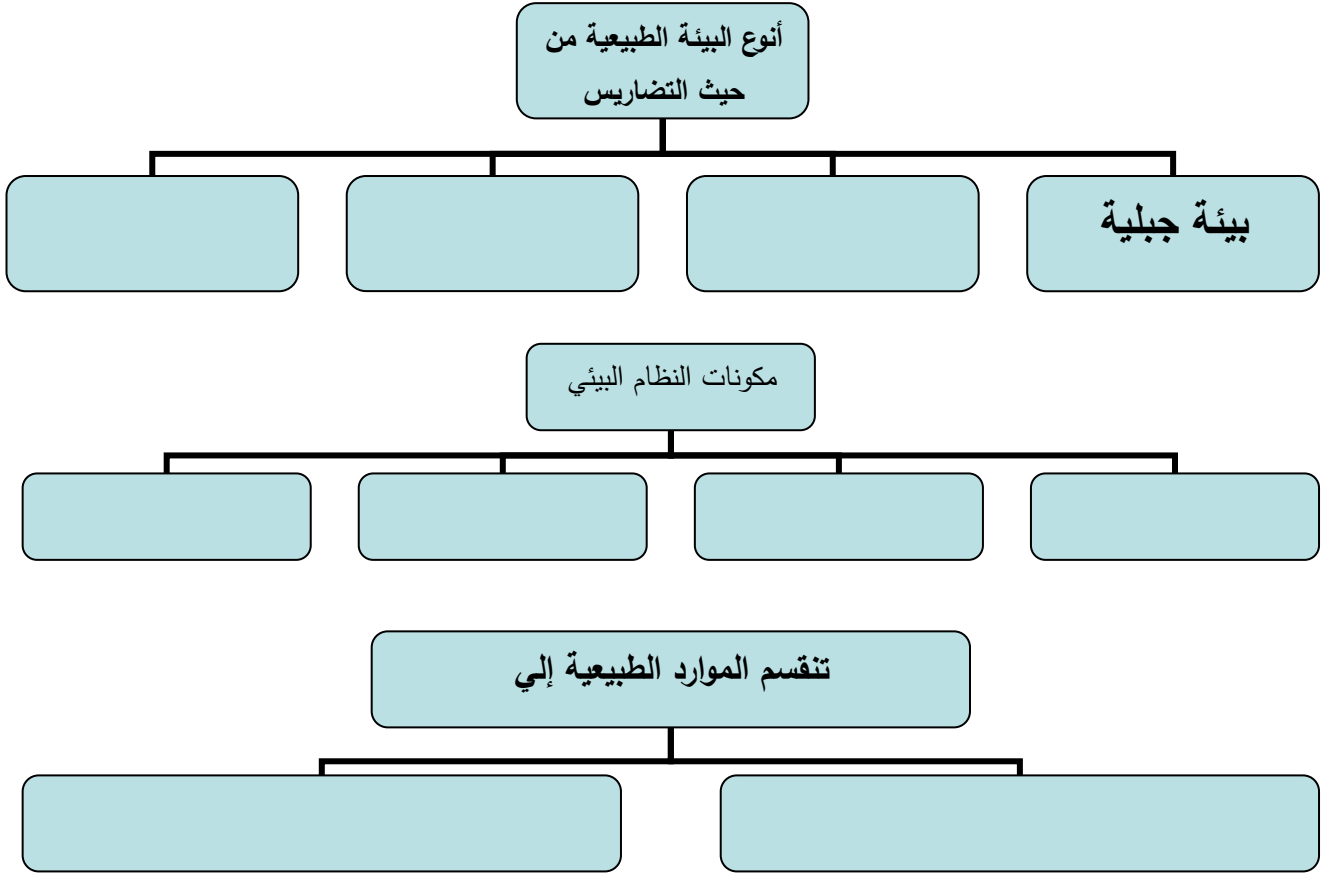 أنوع البيئة الطبيعية من
حيث التضاريس
بيئة جبلية
مكونات النظام البيئي
تنقسم الموارد الطبيعية إلي